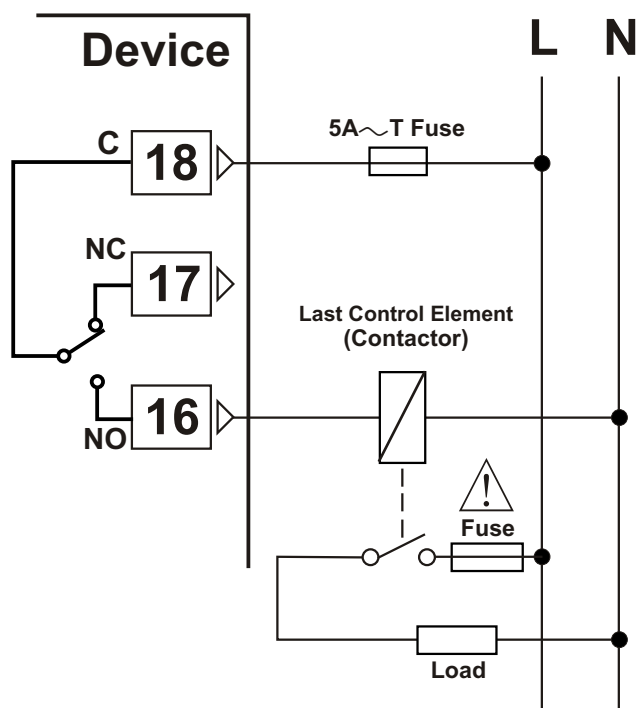 Device
L N
5A~T Fuse
C
18
NC
17
Last Control Element
(Contactor)
16
NO
!
Fuse
Load